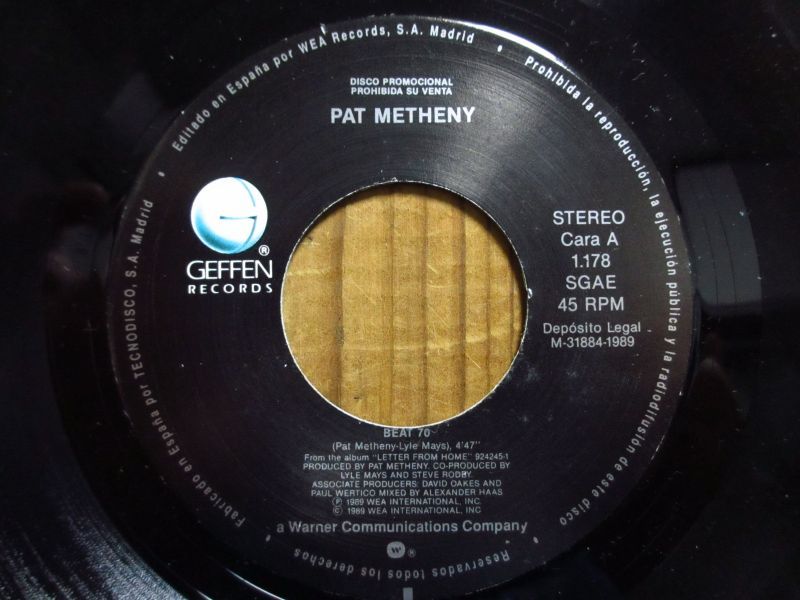 Editado en España por WEA Records, S.A. Madrid • Prohibida la reproducción, la ejecución pública y la radiodifusión de este disco
DISCO PROMOCIONAL
PROHIBIDA SU VENTA
PAT METHENY
G
®
GEFFEN
RECORDS
STEREO
Cara A
1.178
SGAE
45 RPM
Depósito Legal
M-31884-1989
BEAT 70
(Pat Metheny-Lyle Mays), 4'47"
From the album "LETTER FROM HOME" 924245-1
PRODUCED BY PAT METHENY. CO-PRODUCED BY
LYLE MAYS AND STEVE RODBY
ASSOCIATE PRODUCERS: DAVID OAKES AND
PAUL WERTICO MIXED BY ALEXANDER HAAS
Ⓟ 1989 WEA INTERNATIONAL, INC.
© 1989 WEA INTERNATIONAL, INC.
a Warner Communications Company
W ®
Fabricado en España por TECNODISCO, S.A. Madrid •
• Reservados todos los derechos